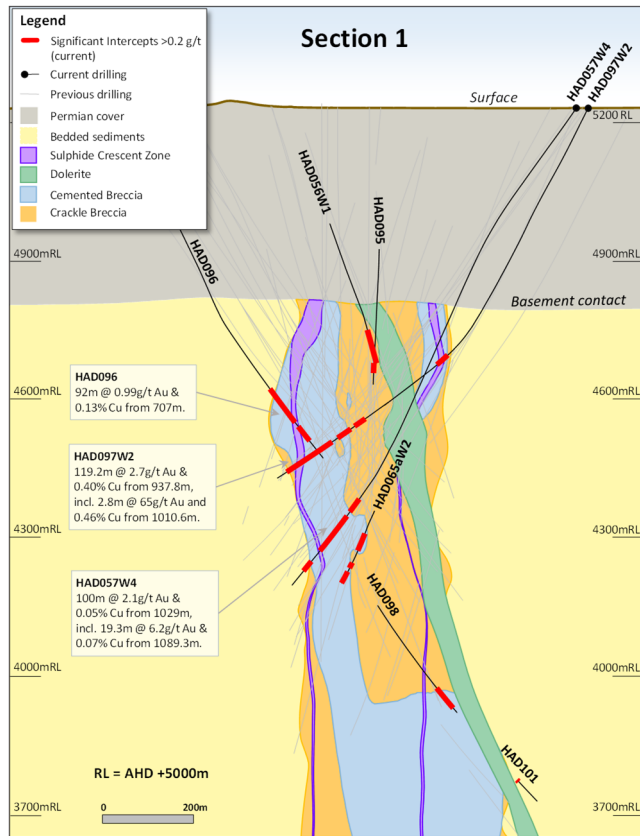 Legend
Significant Intercepts >0.2 g/t
(current)
Current drilling
Previous drilling
Permian cover
Bedded sediments
Sulphide Crescent Zone
Dolerite
Cemented Breccia
Crackle Breccia
Section 1
HAD057W4
HAD097W2
Surface
5200 RL
HAD056W1
HAD095
HAD096
4900mRL
4900mRL
Basement contact
4600mRL
4600mRL
HAD096
92m @ 0.99g/t Au &
0.13% Cu from 707m.
HAD097W2
119.2m @ 2.7g/t Au &
0.40% Cu from 937.8m,
incl. 2.8m @ 65g/t Au and
0.46% Cu from 1010.6m.
HAD065aW2
4300mRL
4300mRL
HAD057W4
100m @ 2.1g/t Au &
0.05% Cu from 1029m,
incl. 19.3m @ 6.2g/t Au &
0.07% Cu from 1089.3m.
HAD098
4000mRL
4000mRL
HAD101
RL = AHD +5000m
0
200m
3700mRL
3700mRL